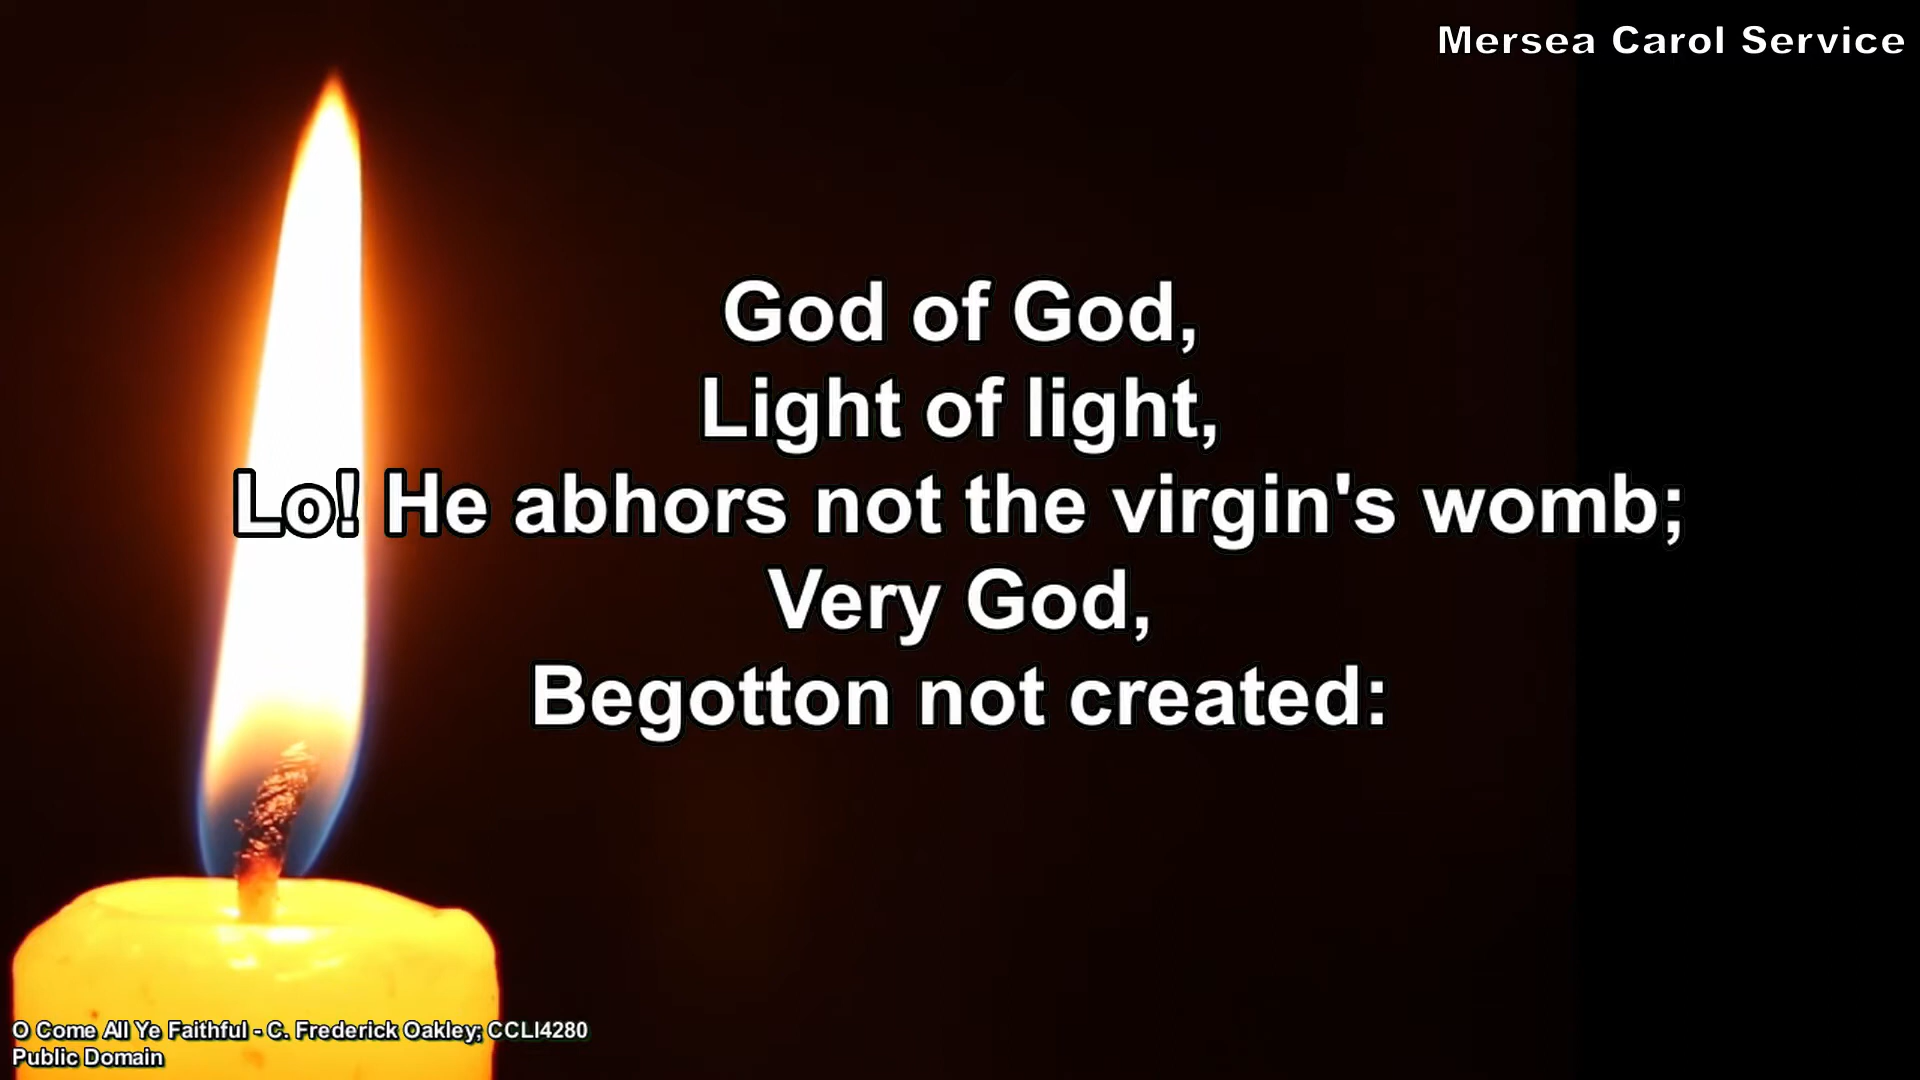 Mersea Carol Service
God of God,
Light of light,
Lo! He abhors not the virgin's womb;
Very God,
Begotton not created:
O Come All Ye Faithful - C. Frederick Oakley; CCLI4280
Public Domain